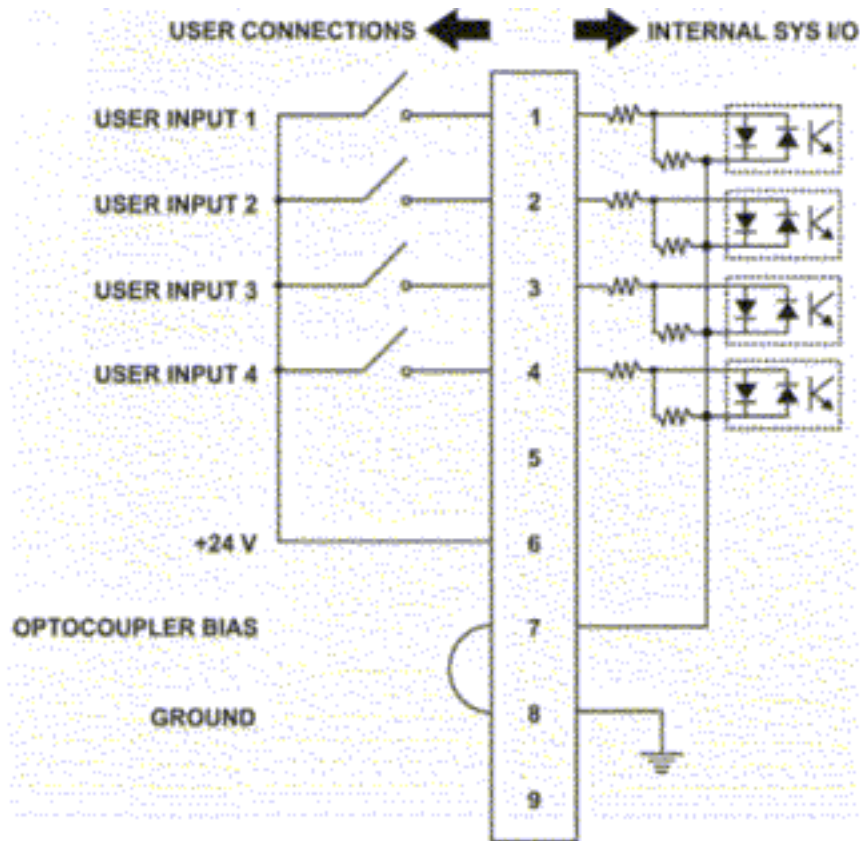 USER CONNECTIONS INTERNAL SYS I/O
USER INPUT 1 1
USER INPUT 2 2
USER INPUT 3 3
USER INPUT 4 4
5
+24 V 6
OPTOCOUPLER BIAS 7
GROUND 8
9